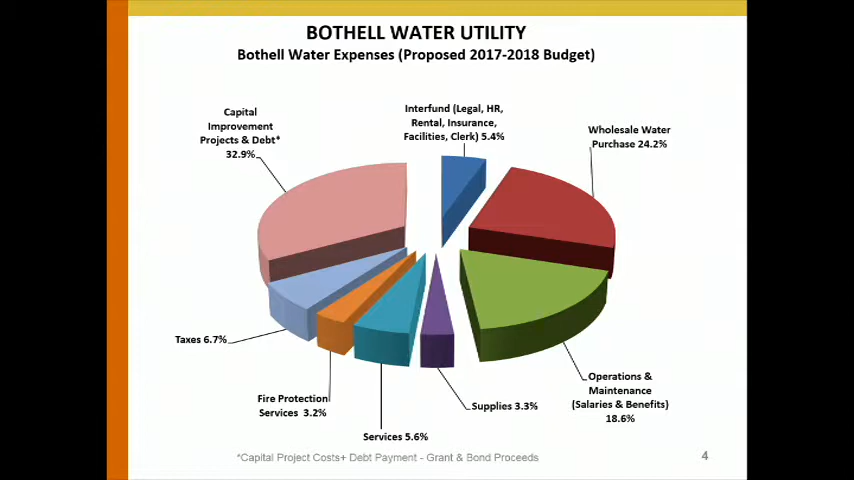 BOTHELL WATER UTILITY
Bothell Water Expenses (Proposed 2017-2018 Budget)
Capital
Improvement
Projects & Debt*
32.9%
Interfund (Legal, HR,
Rental, Insurance,
Facilities, Clerk) 5.4%
Wholesale Water
Purchase 24.2%
Taxes 6.7%
Fire Protection
Services 3.2%
Services 5.6%
Supplies 3.3%
Operations &
Maintenance
(Salaries & Benefits)
18.6%
*Capital Project Costs+ Debt Payment - Grant & Bond Proceeds
4